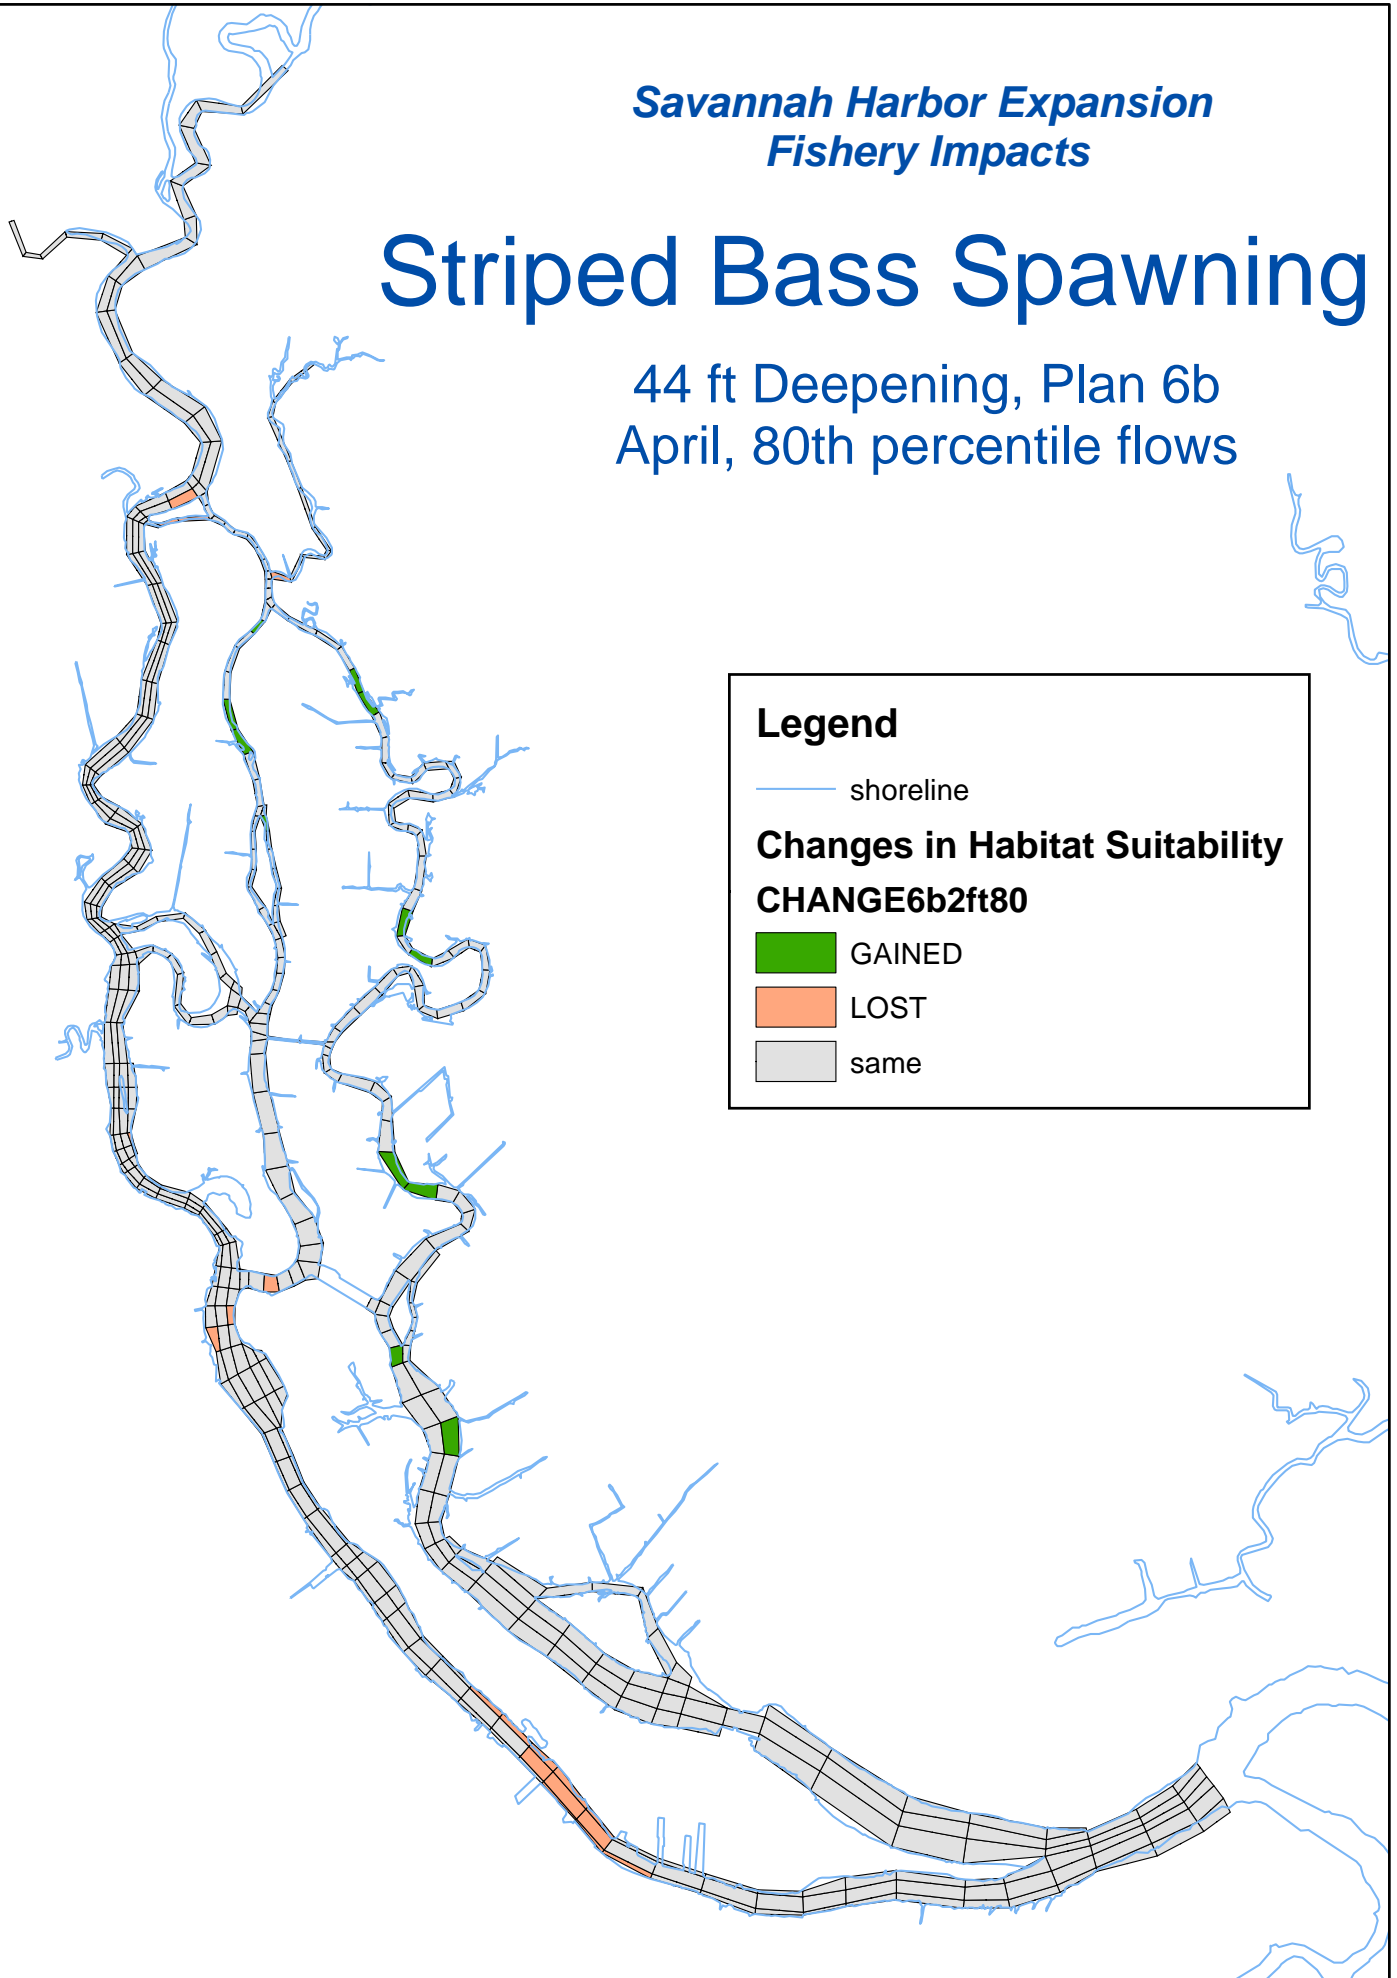 Savannah Harbor Expansion
Fishery Impacts
Striped Bass Spawning
44 ft Deepening, Plan 6b
April, 80th percentile flows
Legend
shoreline
Changes in Habitat Suitability
CHANGE6b2ft80
GAINED
LOST
same